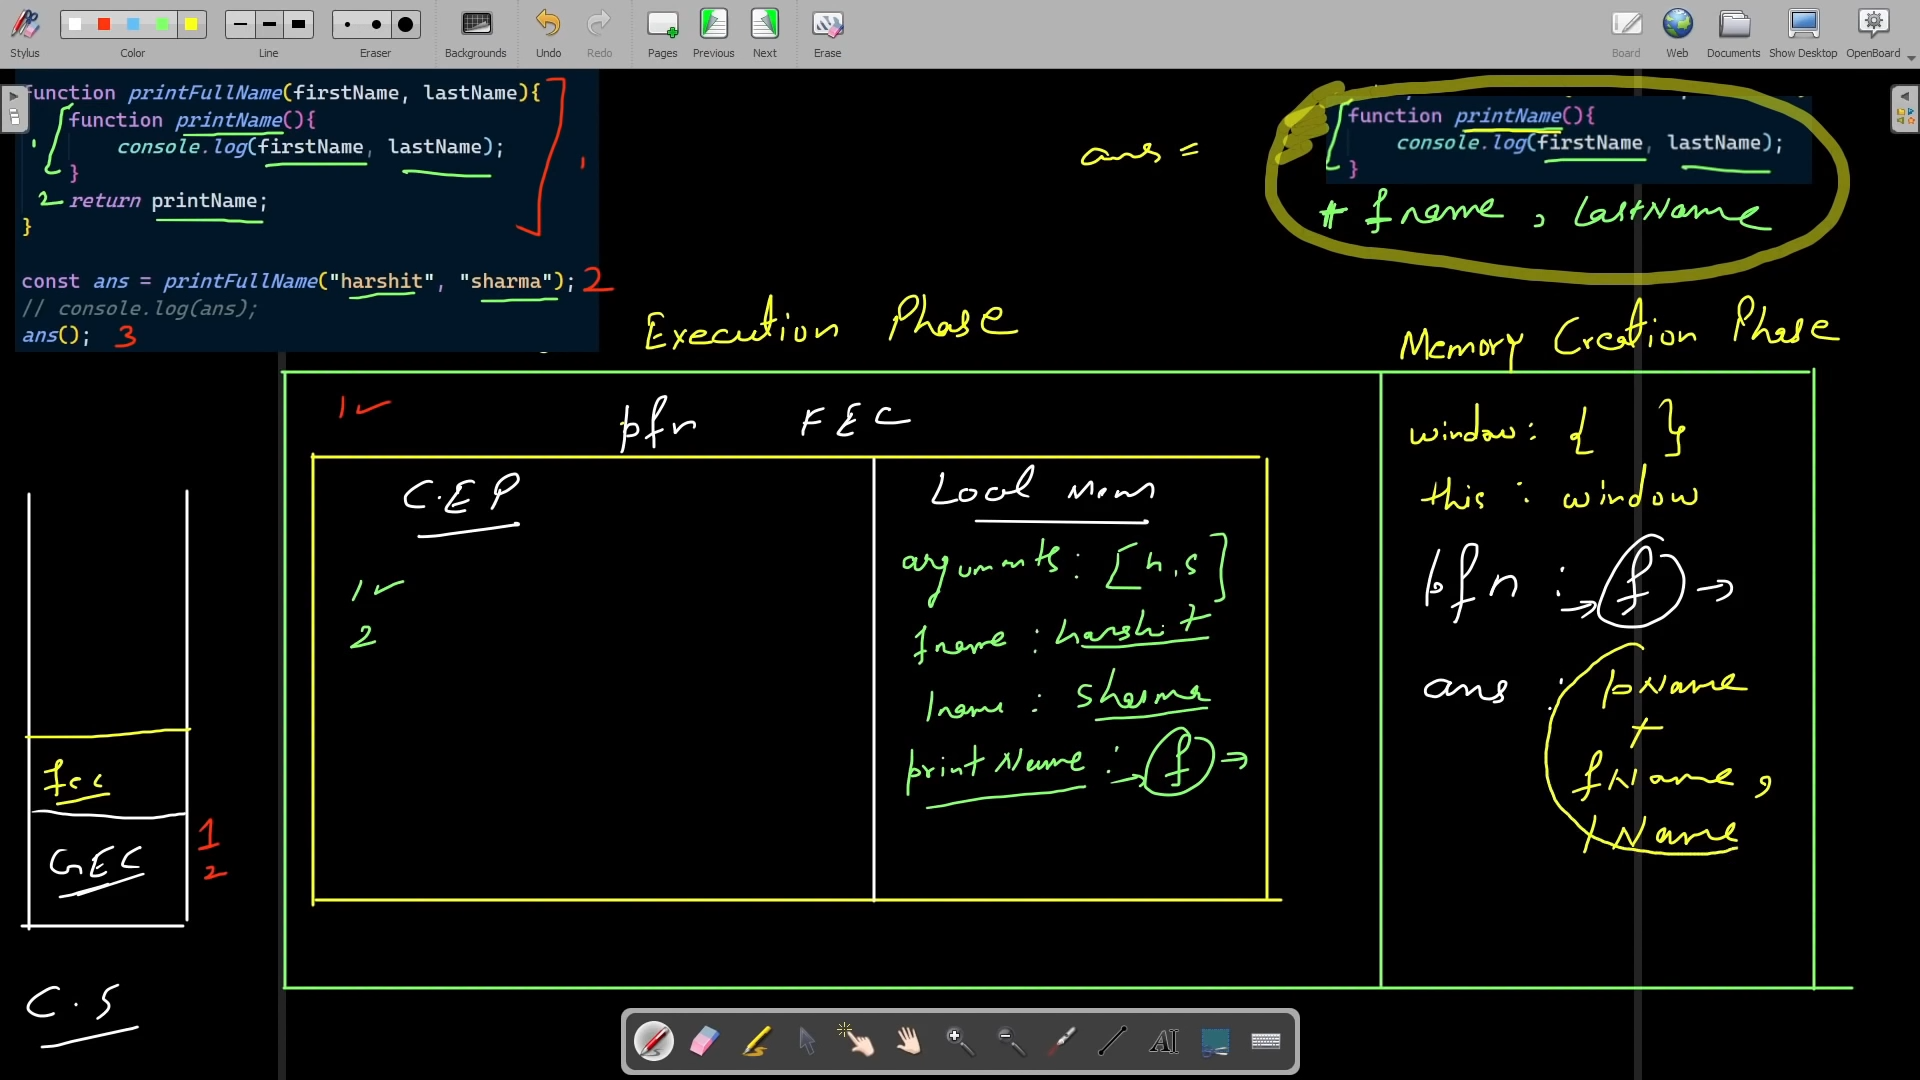 Stylus
Color
Line
Eraser
Backgrounds
Undo
Redo
Pages
Previous
Next
Erase
Board
Web
Documents
Show Desktop
OpenBoard
function printFullName(firstName, lastName){
1 function printName(){
console.log(firstName, lastName);
}
2 return printName;
}
1
const ans = printFullName("harshit", "sharma"); 2
// console.log(ans);
ans(); 3
ans =
function printName(){
console.log(firstName, lastName);
}
+ fname , lastName
Execution Phase
Memory Creation Phase
1
pfn FEC
C.E.P
1
2
Local Mem
arguments : [h, s]
fname : harshit
lname : sharma
printName : → f →
window : { }
this : window
pfn : → f →
ans : pName
+
fName ,
lName
fec
GEC
1
2
C.S
AI